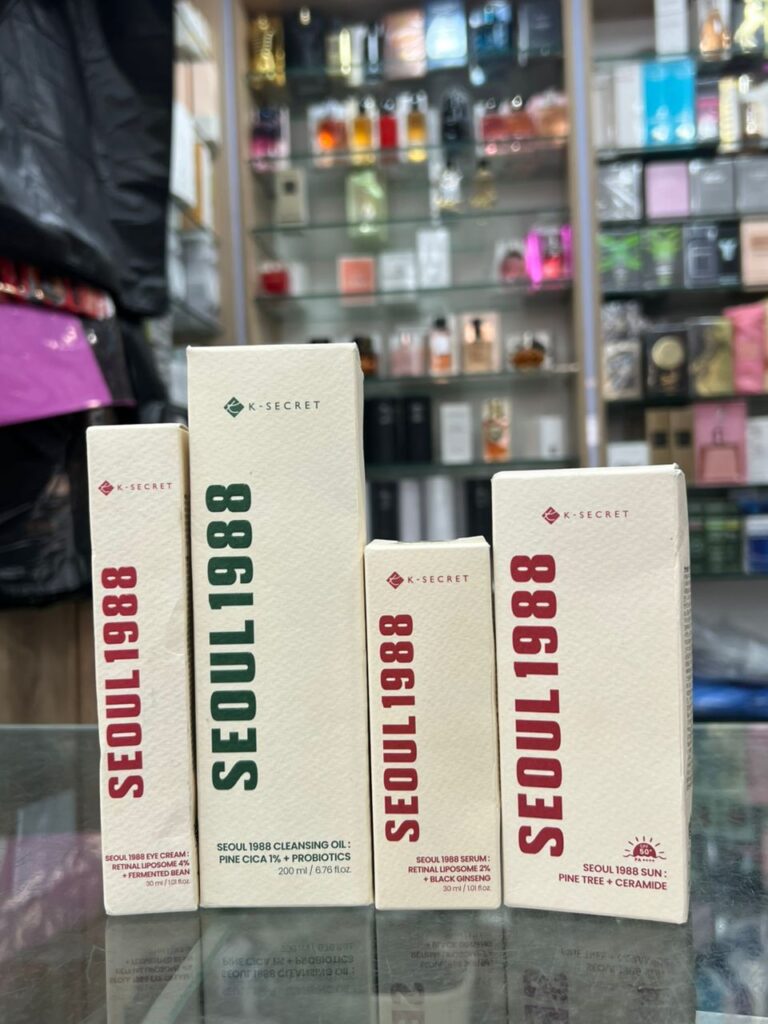 K-SECRET
SEOUL1988
SEOUL 1988 EYE CREAM :
RETINAL LIPOSOME 4%
+ FERMENTED BEAN
30 ml / 1.01 fl.oz.
K-SECRET
SEOUL1988
SEOUL 1988 CLEANSING OIL :
PINE CICA 1% + PROBIOTICS
200 ml / 6.76 fl.oz.
K-SECRET
SEOUL1988
SEOUL 1988 SERUM :
RETINAL LIPOSOME 2%
+ BLACK GINSENG
30 ml / 1.01 fl.oz.
K-SECRET
SEOUL1988
SPF
50+
PA ++++
SEOUL 1988 SUN :
PINE TREE + CERAMIDE